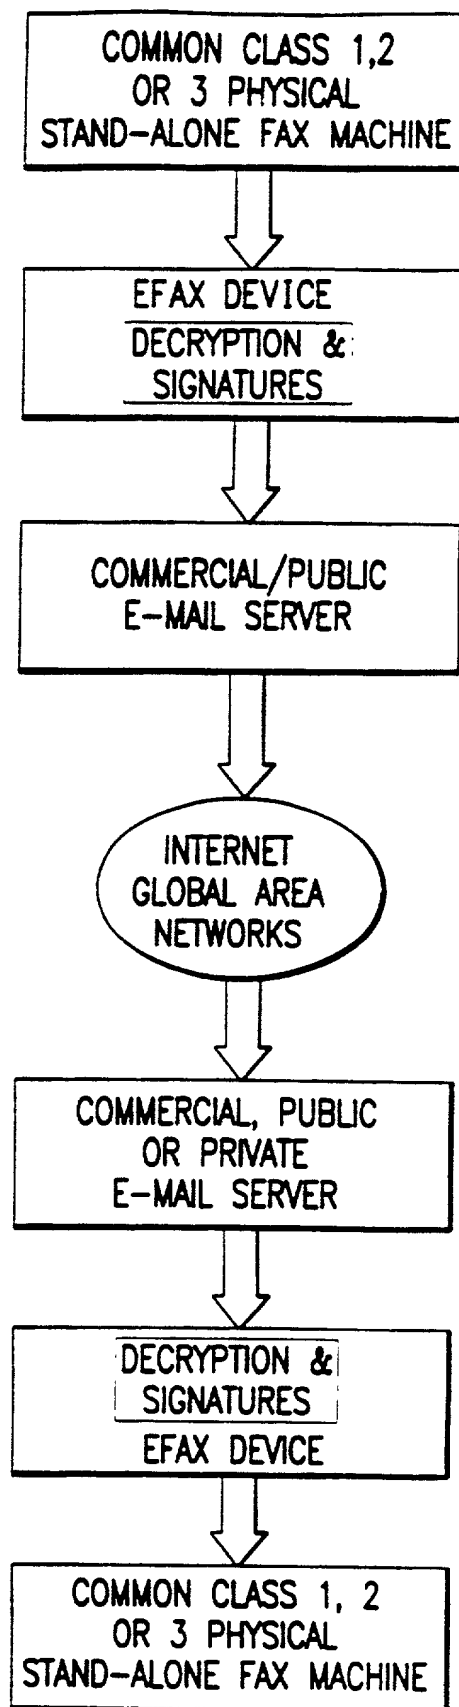 COMMON CLASS 1,2
OR 3 PHYSICAL
STAND-ALONE FAX MACHINE
EFAX DEVICE
DECRYPTION &
SIGNATURES
COMMERCIAL/PUBLIC
E-MAIL SERVER
INTERNET
GLOBAL AREA
NETWORKS
COMMERCIAL, PUBLIC
OR PRIVATE
E-MAIL SERVER
DECRYPTION &
SIGNATURES
EFAX DEVICE
COMMON CLASS 1, 2
OR 3 PHYSICAL
STAND-ALONE FAX MACHINE